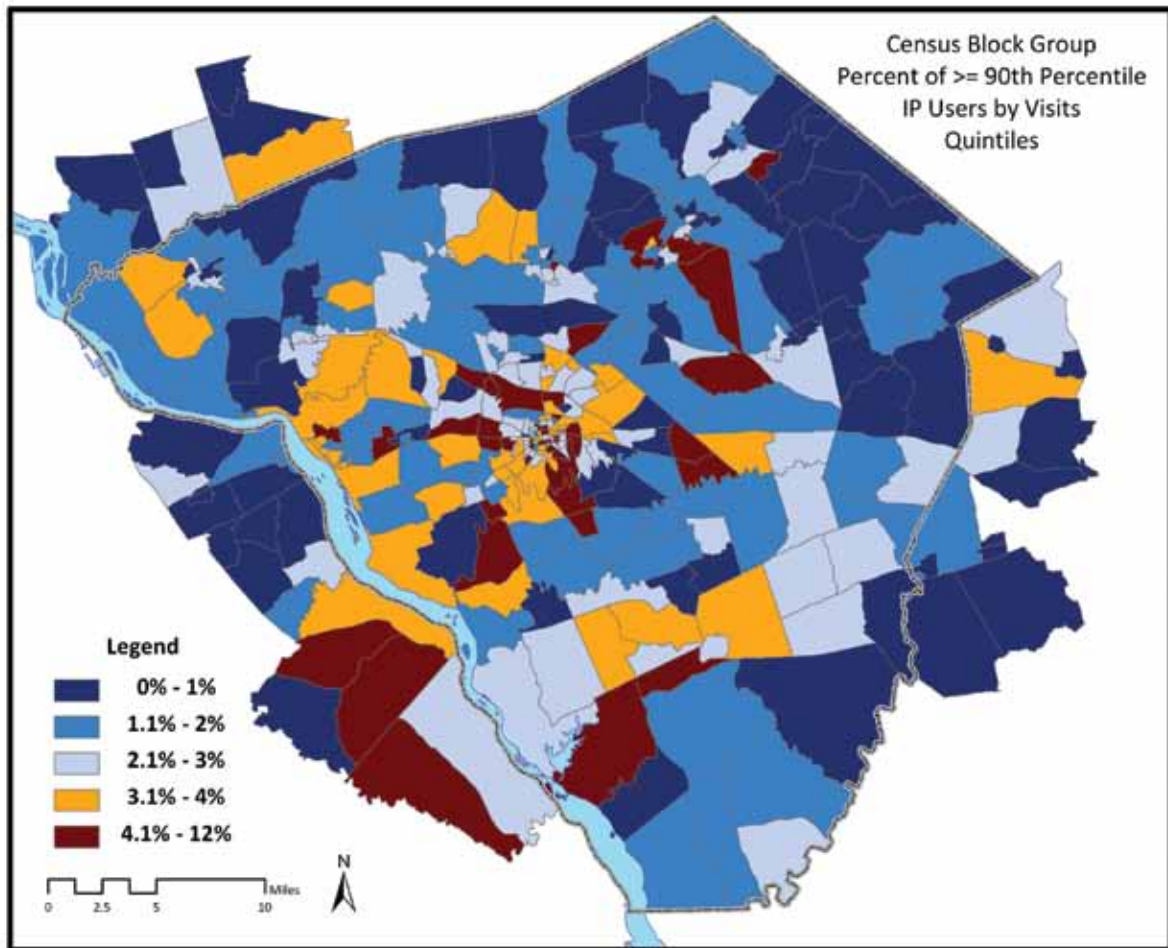 Census Block Group
Percent of >= 90th Percentile
IP Users by Visits
Quintiles
Legend
0% - 1%
1.1% - 2%
2.1% - 3%
3.1% - 4%
4.1% - 12%
N
Miles
0 2.5 5 10